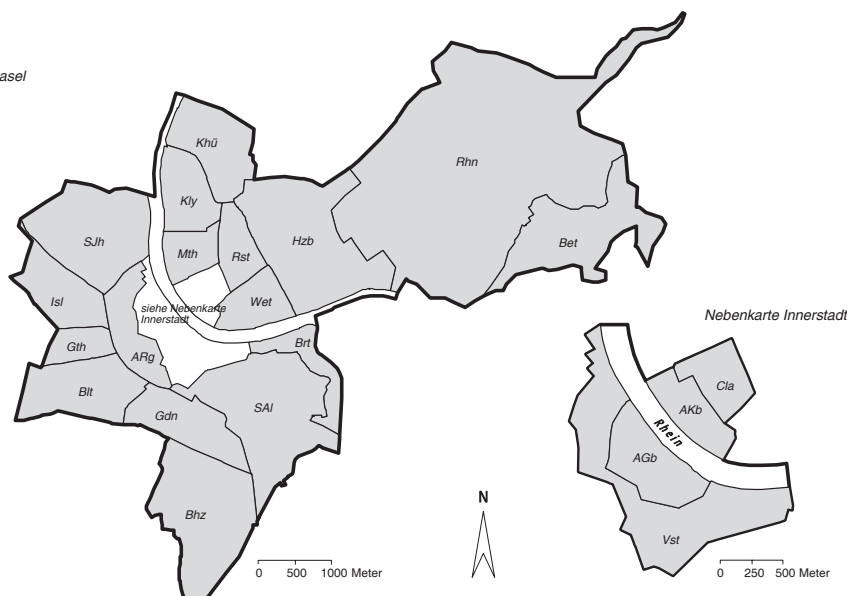 asel
Khü
Rhn
Kly
SJh
Mth
Rst
Hzb
Bet
Isl
siehe Nebenkarte
Innerstadt
Wet
Nebenkarte Innerstadt
Gth
ARg
Brt
Blt
Gdn
SAl
Cla
AKb
Rhein
AGb
Bhz
N
Vst
0 500 1000 Meter
0 250 500 Meter